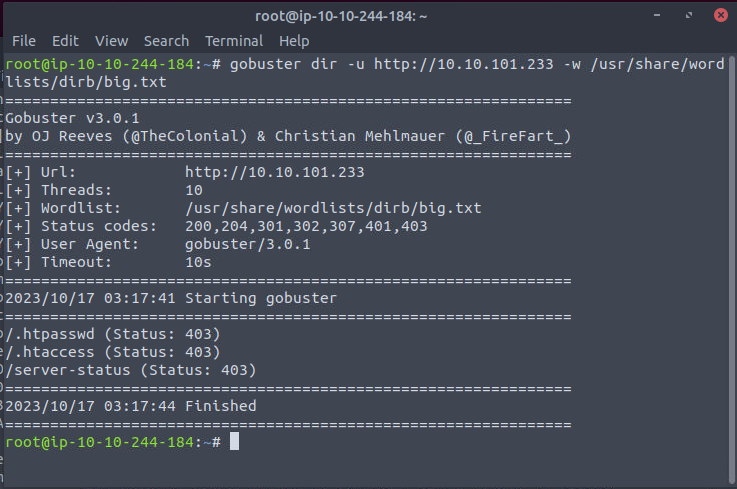 root@ip-10-10-244-184: ~
File Edit View Search Terminal Help
root@ip-10-10-244-184:~# gobuster dir -u http://10.10.101.233 -w /usr/share/word
lists/dirb/big.txt
===============================================================
Gobuster v3.0.1
by OJ Reeves (@TheColonial) & Christian Mehlmauer (@_FireFart_)
===============================================================
[+] Url:            http://10.10.101.233
[+] Threads:        10
[+] Wordlist:       /usr/share/wordlists/dirb/big.txt
[+] Status codes:   200,204,301,302,307,401,403
[+] User Agent:     gobuster/3.0.1
[+] Timeout:        10s
===============================================================
2023/10/17 03:17:41 Starting gobuster
===============================================================
/.htpasswd (Status: 403)
/.htaccess (Status: 403)
/server-status (Status: 403)
===============================================================
2023/10/17 03:17:44 Finished
===============================================================
root@ip-10-10-244-184:~#